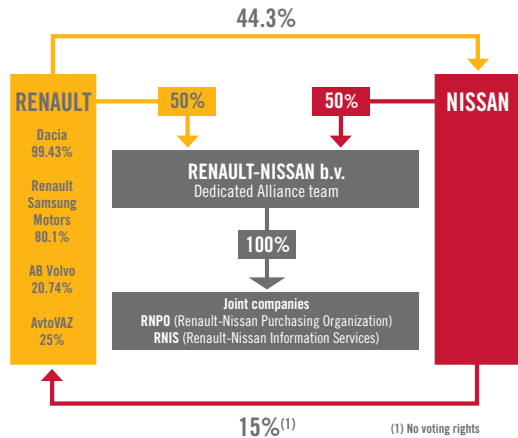 44.3%
RENAULT
Dacia
99.43%
Renault
Samsung
Motors
80.1%
AB Volvo
20.74%
AvtoVAZ
25%
50%
50%
NISSAN
RENAULT-NISSAN b.v.
Dedicated Alliance team
100%
Joint companies
RNPO (Renault-Nissan Purchasing Organization)
RNIS (Renault-Nissan Information Services)
15%(1)
(1) No voting rights